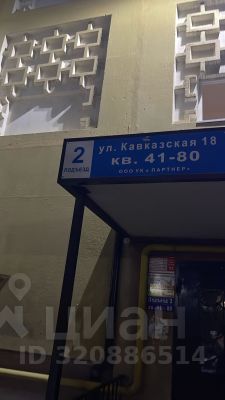 2
подъезд
ул. Кавказская 18
кв. 41-80
ООО УК « ПАРТНЕР»
циан
ID 320886514